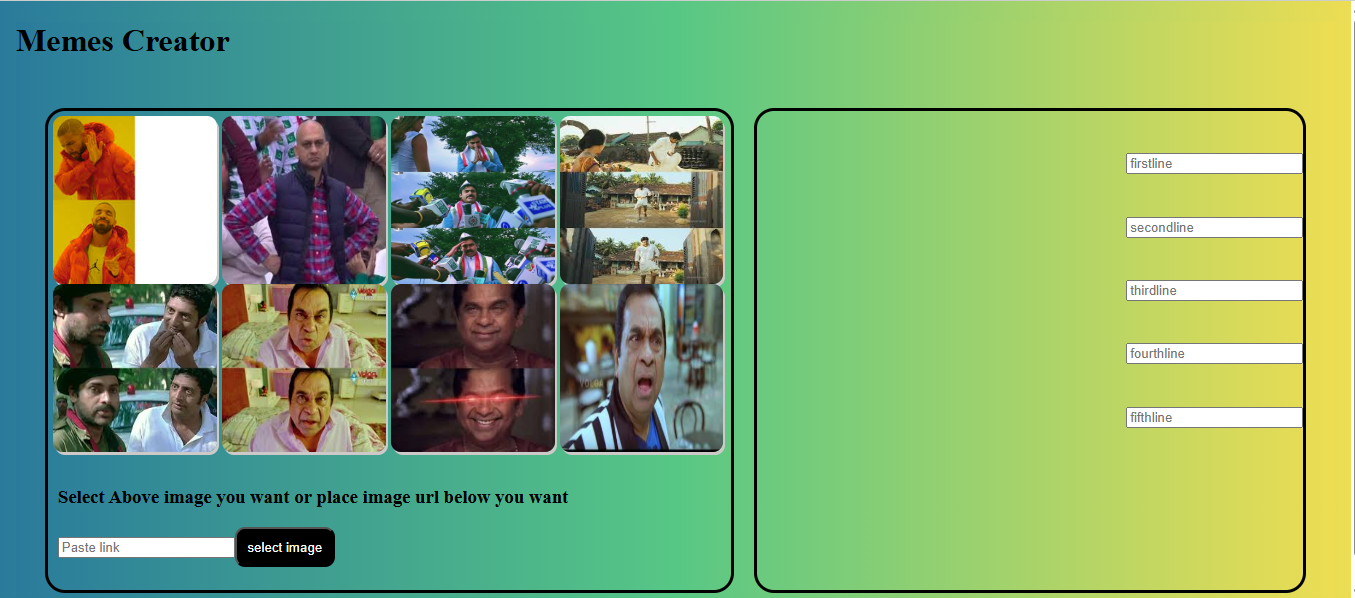 Memes Creator
firstline
secondline
thirdline
fourthline
fifthline
Select Above image you want or place image url below you want
Paste link
select image